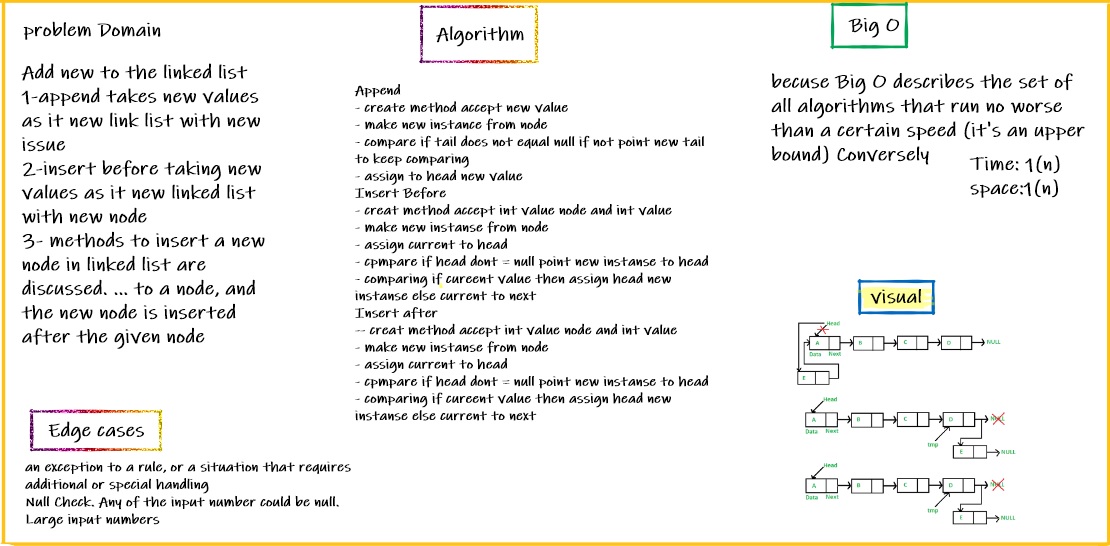 problem Domain
Add new to the linked list
1-append takes new values
as it new link list with new
issue
2-insert before taking new
values as it new linked list
with new node
3- methods to insert a new
node in linked list are
discussed. ... to a node, and
the new node is inserted
after the given node
Edge cases
an exception to a rule, or a situation that requires
additional or special handling
Null Check. Any of the input number could be null.
Large input numbers
Algorithm
Append
- create method accept new value
- make new instance from node
- compare if tail does not equal null if not point new tail
to keep comparing
- assign to head new value
Insert Before
- creat method accept int value node and int value
- make new instanse from node
- assign current to head
- cpmpare if head dont = null point new instanse to head
- comparing if cureent value then assign head new
instanse else current to next
Insert after
-- creat method accept int value node and int value
- make new instanse from node
- assign current to head
- cpmpare if head dont = null point new instanse to head
- comparing if cureent value then assign head new
instanse else current to next
Big O
becuse Big O describes the set of
all algorithms that run no worse
than a certain speed (it's an upper
bound) Conversely
Time: 1(n)
space:1(n)
visual
Head
A B C D NULL
Data Next
E
Head
A B C D NULL
Data Next
tmp
E NULL
Head
A B C D NULL
Data Next
tmp
E NULL